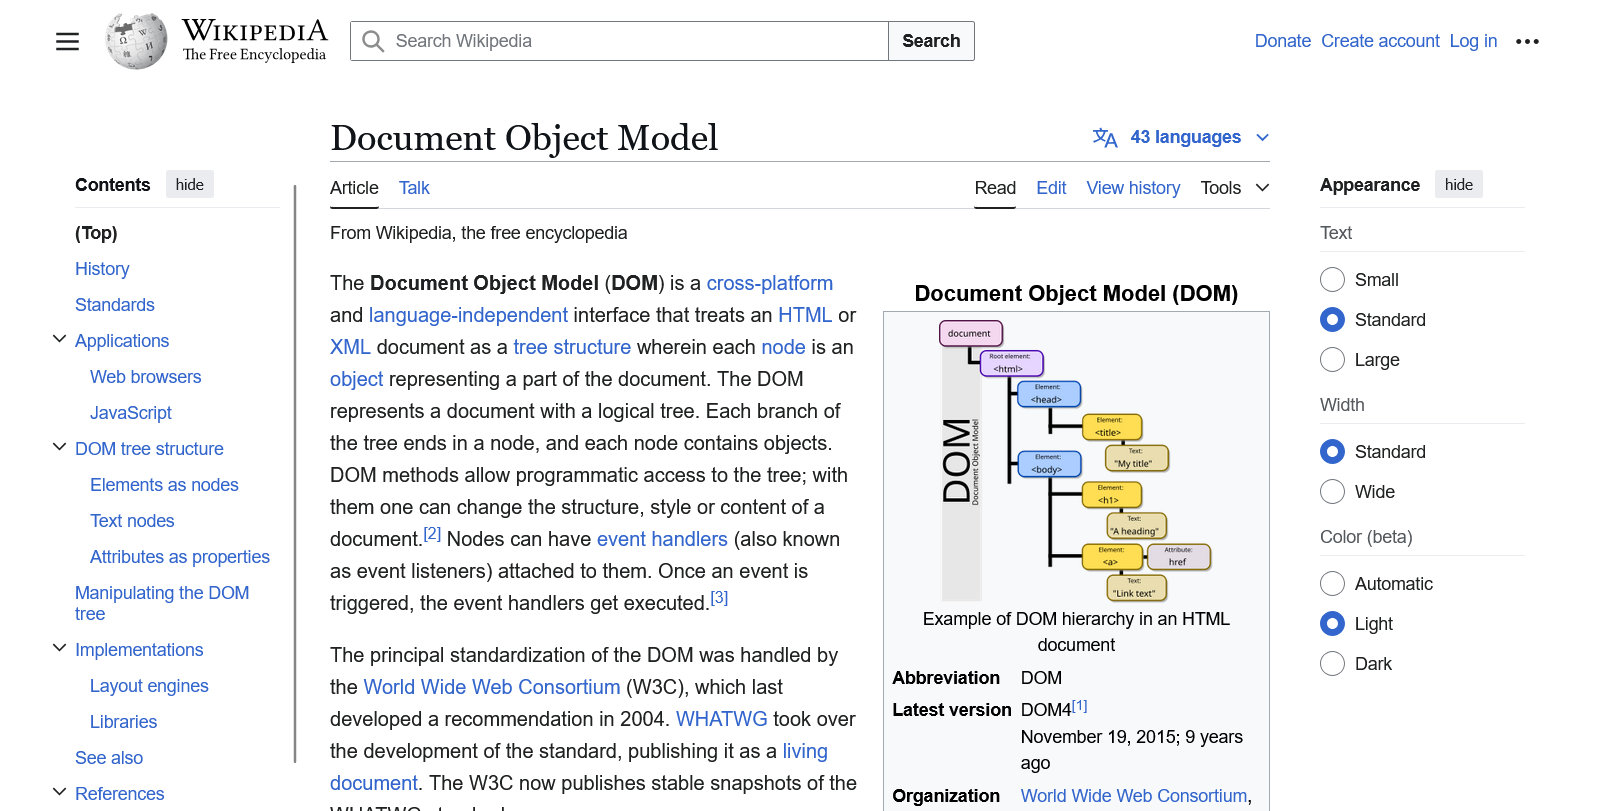 WIKIPEDIA
The Free Encyclopedia
Search Wikipedia
Search
Donate Create account Log in
Document Object Model
43 languages
Contents hide
(Top)
History
Standards
Applications
Web browsers
JavaScript
DOM tree structure
Elements as nodes
Text nodes
Attributes as properties
Manipulating the DOM
tree
Implementations
Layout engines
Libraries
See also
References
Article Talk
Read Edit View history Tools
From Wikipedia, the free encyclopedia
The Document Object Model (DOM) is a cross-platform
and language-independent interface that treats an HTML or
XML document as a tree structure wherein each node is an
object representing a part of the document. The DOM
represents a document with a logical tree. Each branch of
the tree ends in a node, and each node contains objects.
DOM methods allow programmatic access to the tree; with
them one can change the structure, style or content of a
document.[2] Nodes can have event handlers (also known
as event listeners) attached to them. Once an event is
triggered, the event handlers get executed.[3]
The principal standardization of the DOM was handled by
the World Wide Web Consortium (W3C), which last
developed a recommendation in 2004. WHATWG took over
the development of the standard, publishing it as a living
document. The W3C now publishes stable snapshots of the
Document Object Model (DOM)
document
Root element:
<html>
Element:
<head>
Element:
<title>
Text:
"My title"
Element:
<body>
Element:
<h1>
Text:
"A heading"
Element:
<a>
Attribute:
href
Text:
"Link text"
DOM
Document Object Model
Example of DOM hierarchy in an HTML
document
Abbreviation DOM
Latest version DOM4[1]
November 19, 2015; 9 years
ago
Organization World Wide Web Consortium,
Appearance hide
Text
Small
Standard
Large
Width
Standard
Wide
Color (beta)
Automatic
Light
Dark